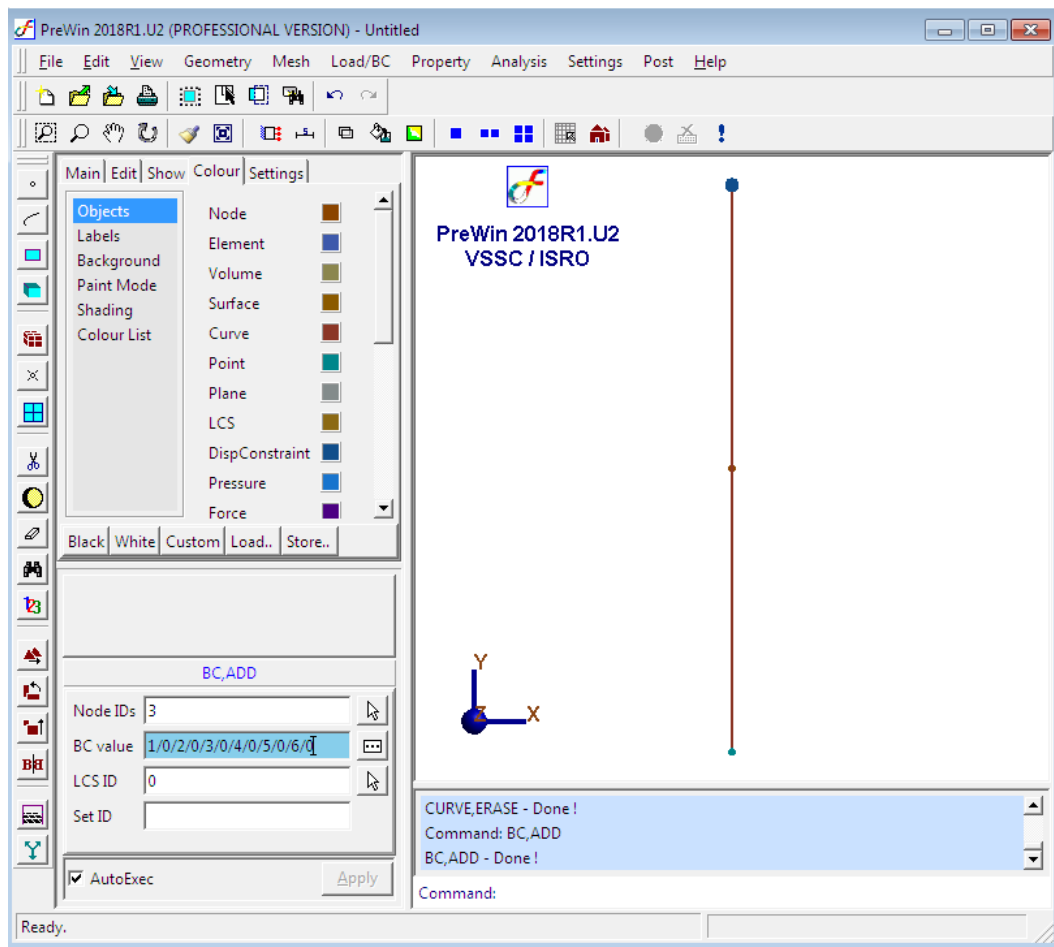 PreWin 2018R1.U2 (PROFESSIONAL VERSION) - Untitled
File Edit View Geometry Mesh Load/BC Property Analysis Settings Post Help
Main Edit Show Colour Settings
Objects
Labels
Background
Paint Mode
Shading
Colour List
Node
Element
Volume
Surface
Curve
Point
Plane
LCS
DispConstraint
Pressure
Force
Black White Custom Load.. Store..
123
BC,ADD
Node IDs 3
BC value 1/0/2/0/3/0/4/0/5/0/6/0
LCS ID 0
Set ID
AutoExec Apply
PreWin 2018R1.U2
VSSC / ISRO
Y
Z X
CURVE,ERASE - Done !
Command: BC,ADD
BC,ADD - Done !
Command:
Ready.